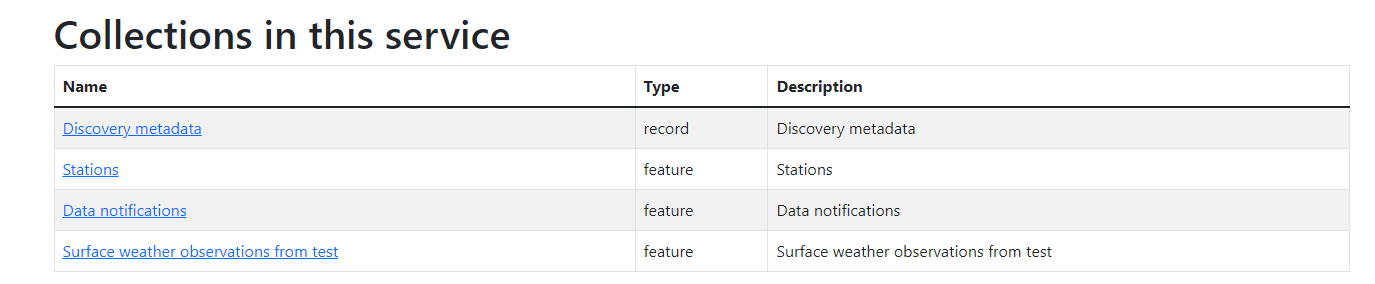 Collections in this service
Name Type Description
Discovery metadata record Discovery metadata
Stations feature Stations
Data notifications feature Data notifications
Surface weather observations from test feature Surface weather observations from test